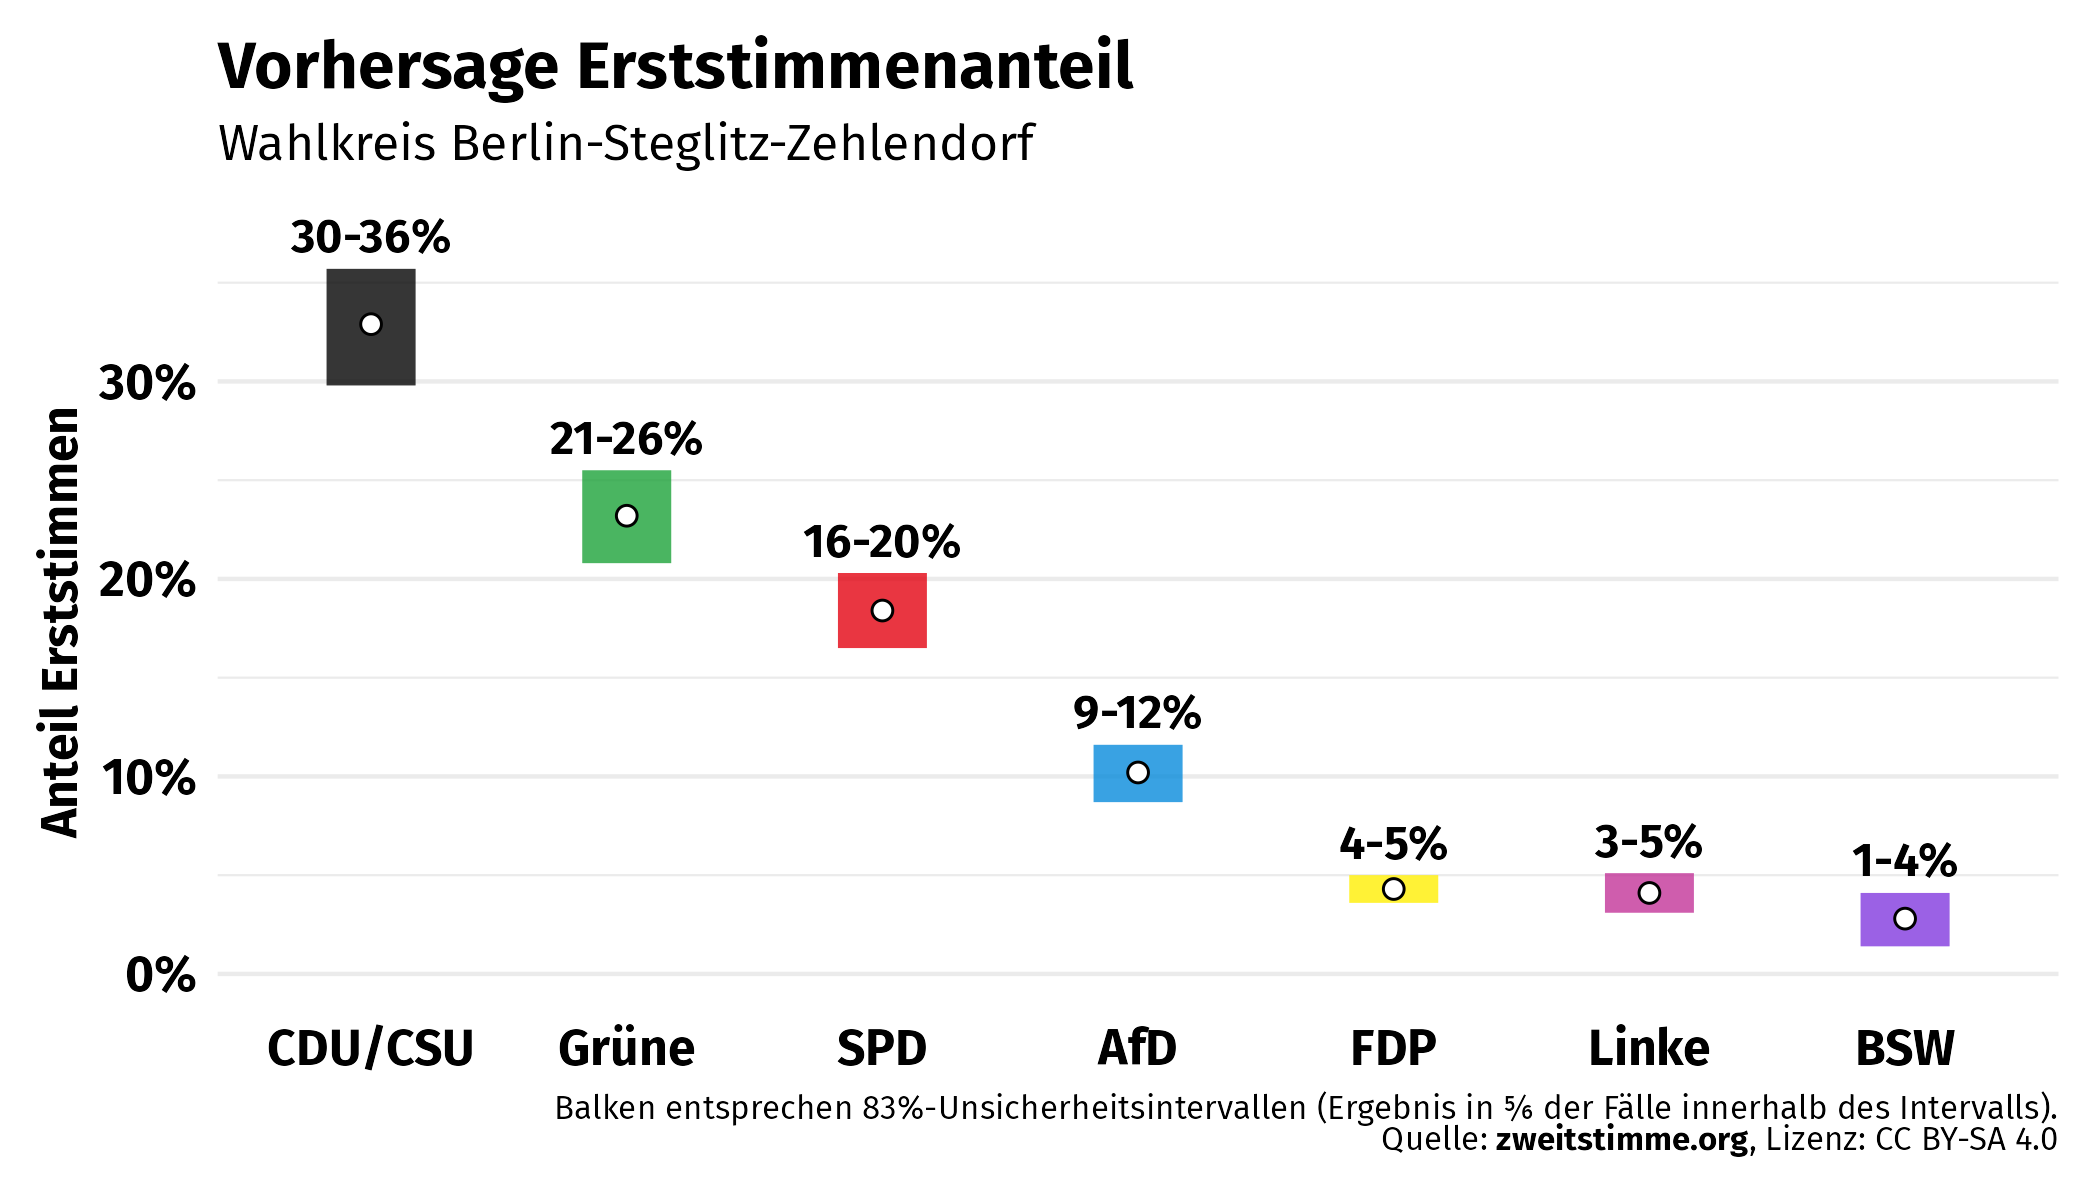 Vorhersage Erststimmenanteil
Wahlkreis Berlin-Steglitz-Zehlendorf
30-36%
21-26%
16-20%
9-12%
4-5%
3-5%
1-4%
30%
20%
10%
0%
Anteil Erststimmen
CDU/CSU Grüne SPD AfD FDP Linke BSW
Balken entsprechen 83%-Unsicherheitsintervallen (Ergebnis in ⅚ der Fälle innerhalb des Intervalls).
Quelle: zweitstimme.org, Lizenz: CC BY-SA 4.0